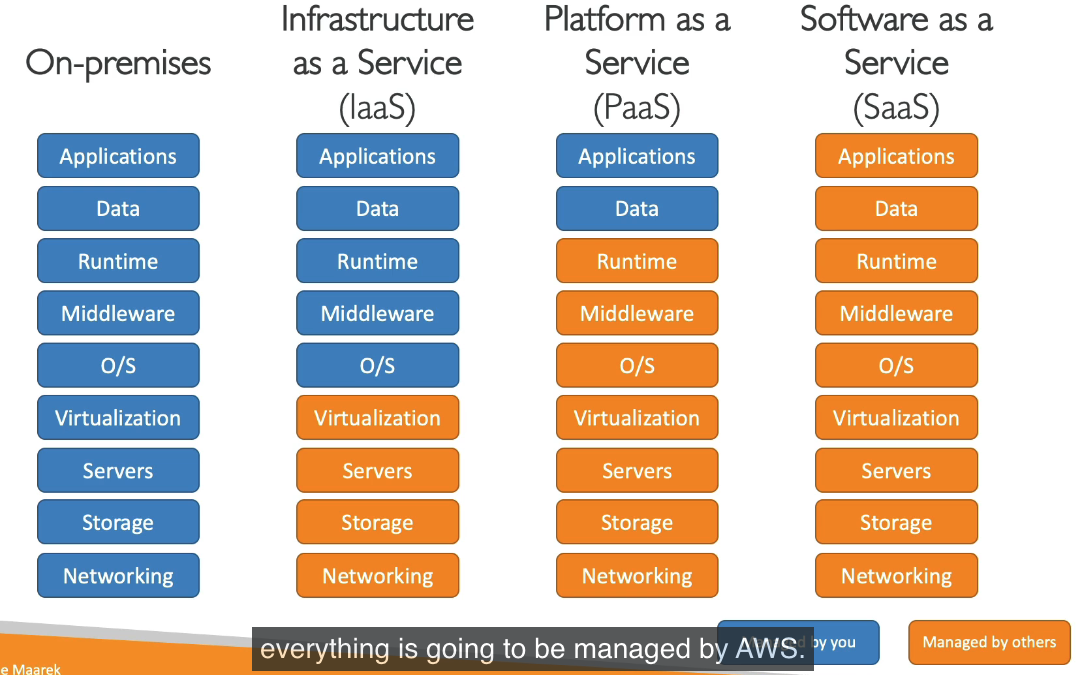 On-premises
Infrastructure
as a Service
(IaaS)
Platform as a
Service
(PaaS)
Software as a
Service
(SaaS)
Applications
Data
Runtime
Middleware
O/S
Virtualization
Servers
Storage
Networking
Applications
Data
Runtime
Middleware
O/S
Virtualization
Servers
Storage
Networking
Applications
Data
Runtime
Middleware
O/S
Virtualization
Servers
Storage
Networking
Applications
Data
Runtime
Middleware
O/S
Virtualization
Servers
Storage
Networking
everything is going to be managed by AWS.
by you
Managed by others
e Maarek